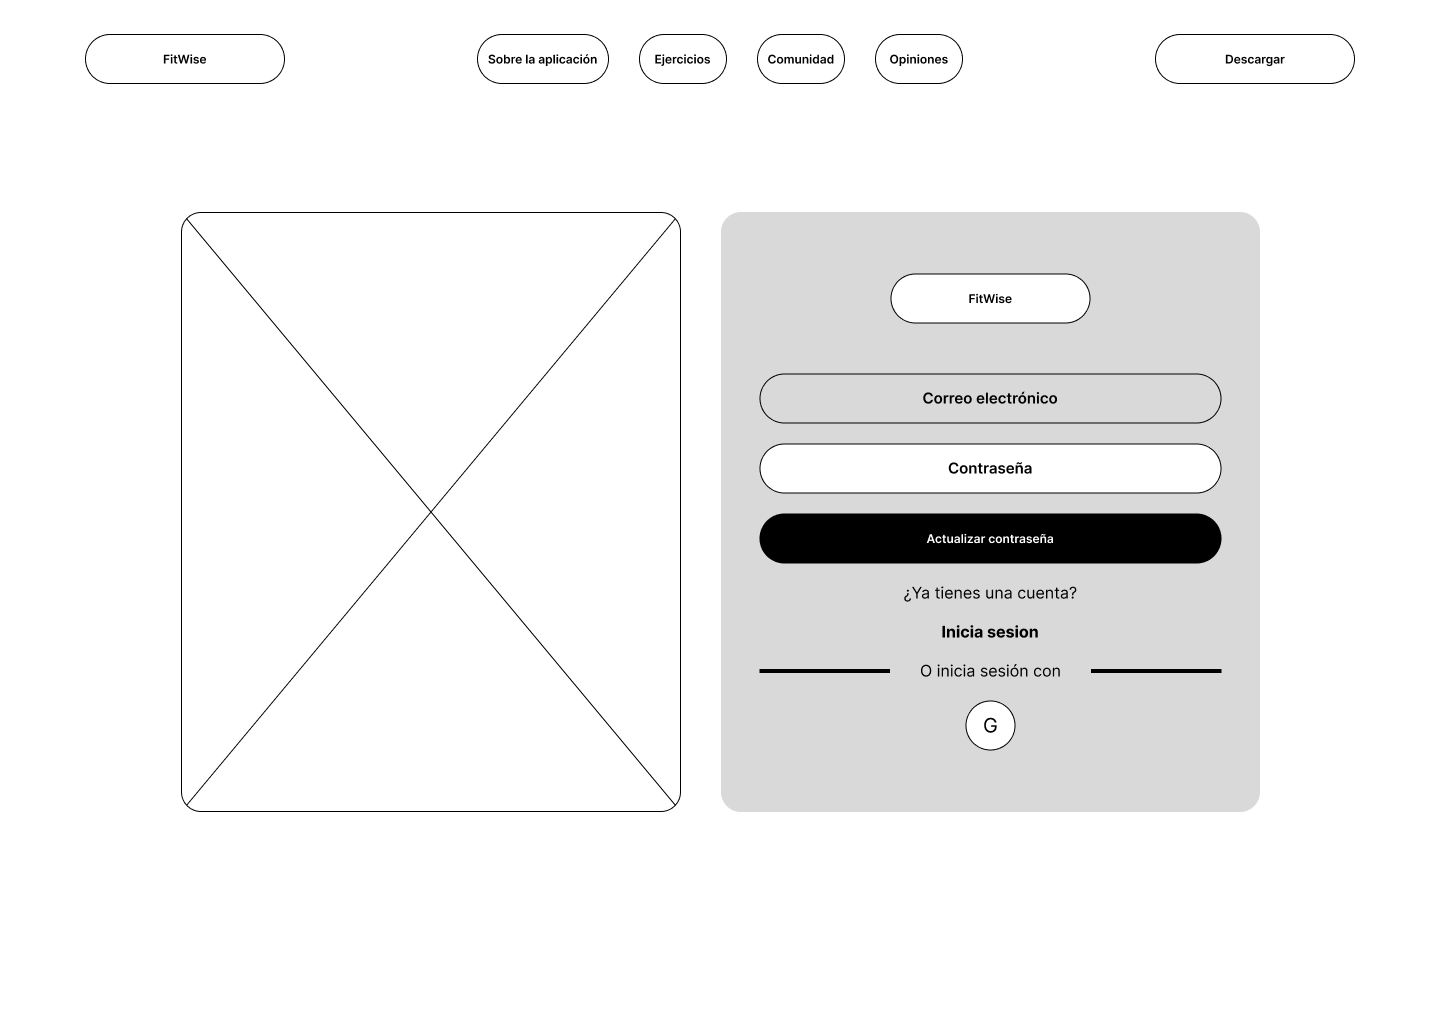 FitWise
Sobre la aplicación
Ejercicios
Comunidad
Opiniones
Descargar
FitWise
Correo electrónico
Contraseña
Actualizar contraseña
¿Ya tienes una cuenta?
Inicia sesion
O inicia sesión con
G